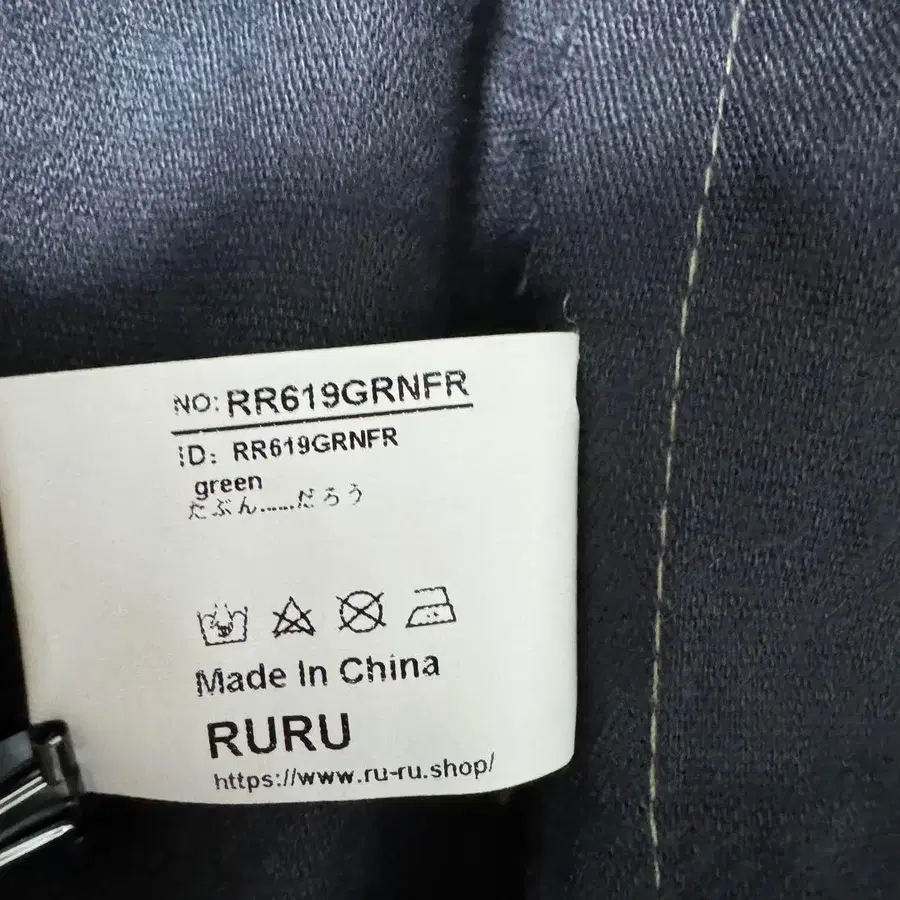 NO: RR619GRNFR
ID: RR619GRNFR
green
たぶん……だろう
Made In China
RURU
https://www.ru-ru.shop/